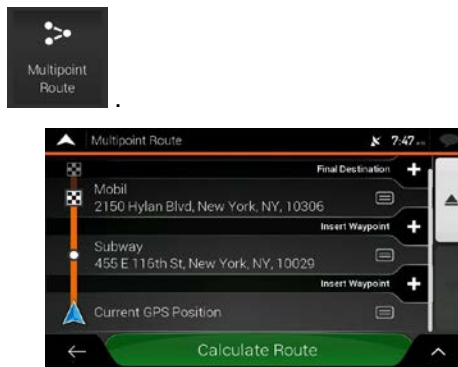 Multipoint
Route
.
Multipoint Route 7:47
Final Destination
Mobil
2150 Hylan Blvd, New York, NY, 10306
Insert Waypoint
Subway
455 E 116th St, New York, NY, 10029
Insert Waypoint
Current GPS Position
Calculate Route